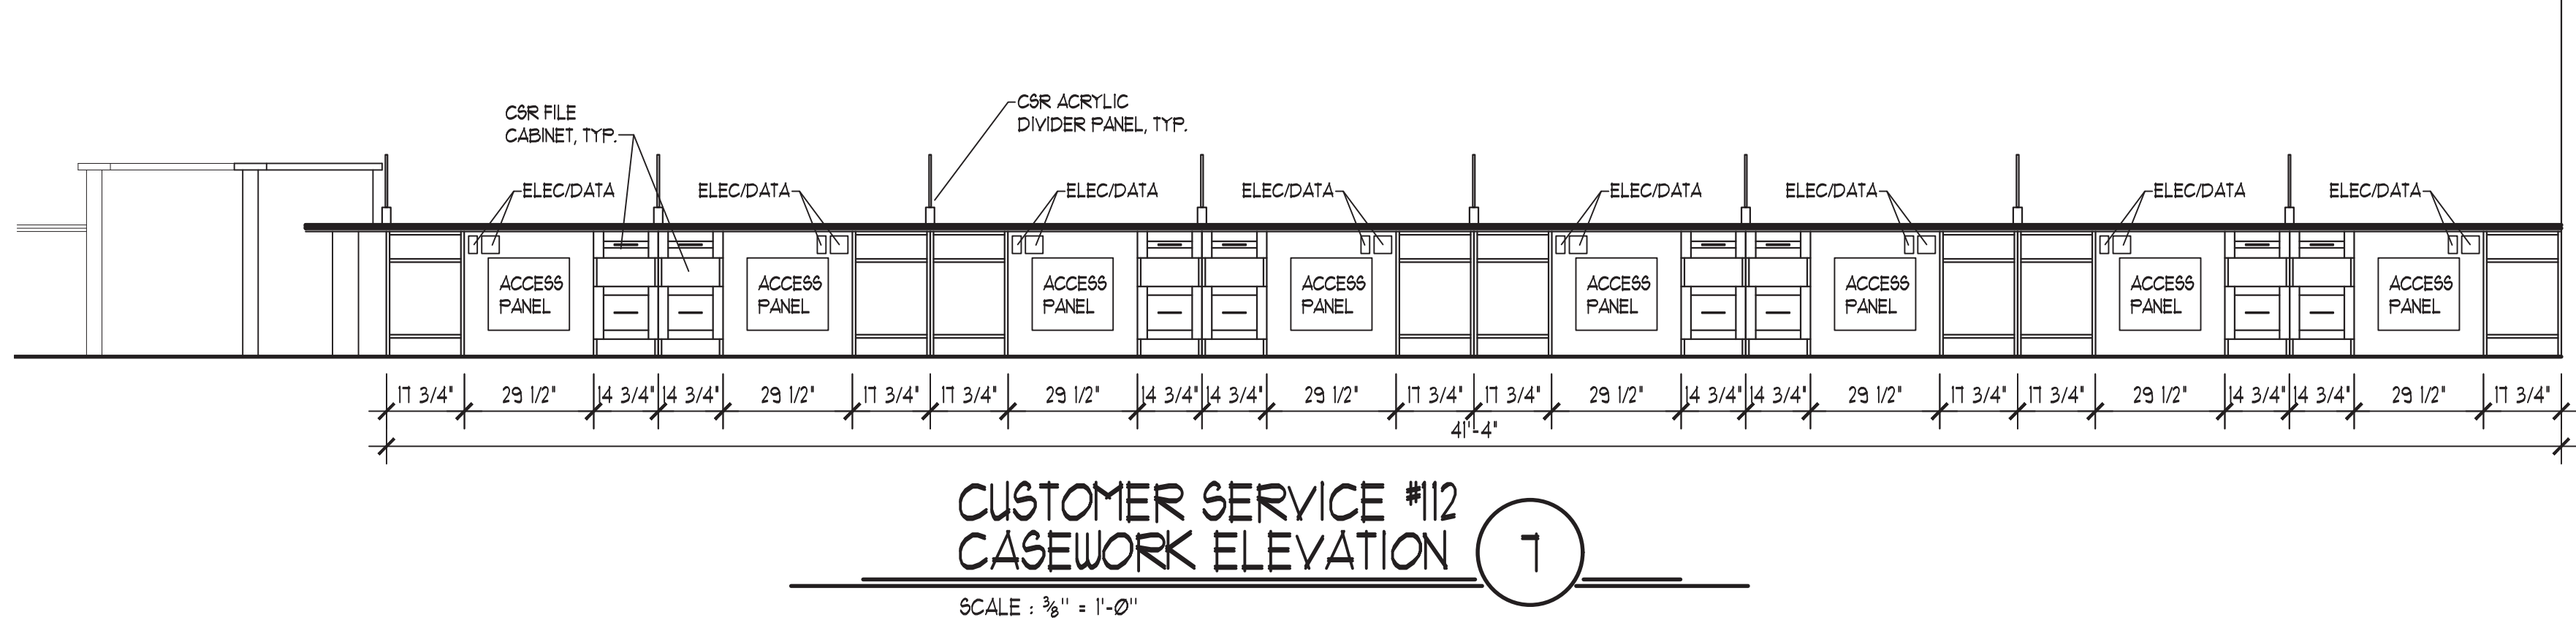 CSR FILE
CABINET, TYP.
CSR ACRYLIC
DIVIDER PANEL, TYP.
ELEC/DATA ELEC/DATA ELEC/DATA ELEC/DATA ELEC/DATA ELEC/DATA ELEC/DATA ELEC/DATA
ACCESS ACCESS ACCESS ACCESS ACCESS ACCESS ACCESS ACCESS
PANEL PANEL PANEL PANEL PANEL PANEL PANEL PANEL
17 3/4" 29 1/2" 14 3/4" 14 3/4" 29 1/2" 17 3/4" 17 3/4" 29 1/2" 14 3/4" 14 3/4" 29 1/2" 17 3/4" 17 3/4" 29 1/2" 14 3/4" 14 3/4" 29 1/2" 17 3/4" 17 3/4" 29 1/2" 14 3/4" 14 3/4" 29 1/2" 17 3/4"
41'-4"
CUSTOMER SERVICE #112
CASEWORK ELEVATION 7
SCALE : 3/8" = 1'-0"